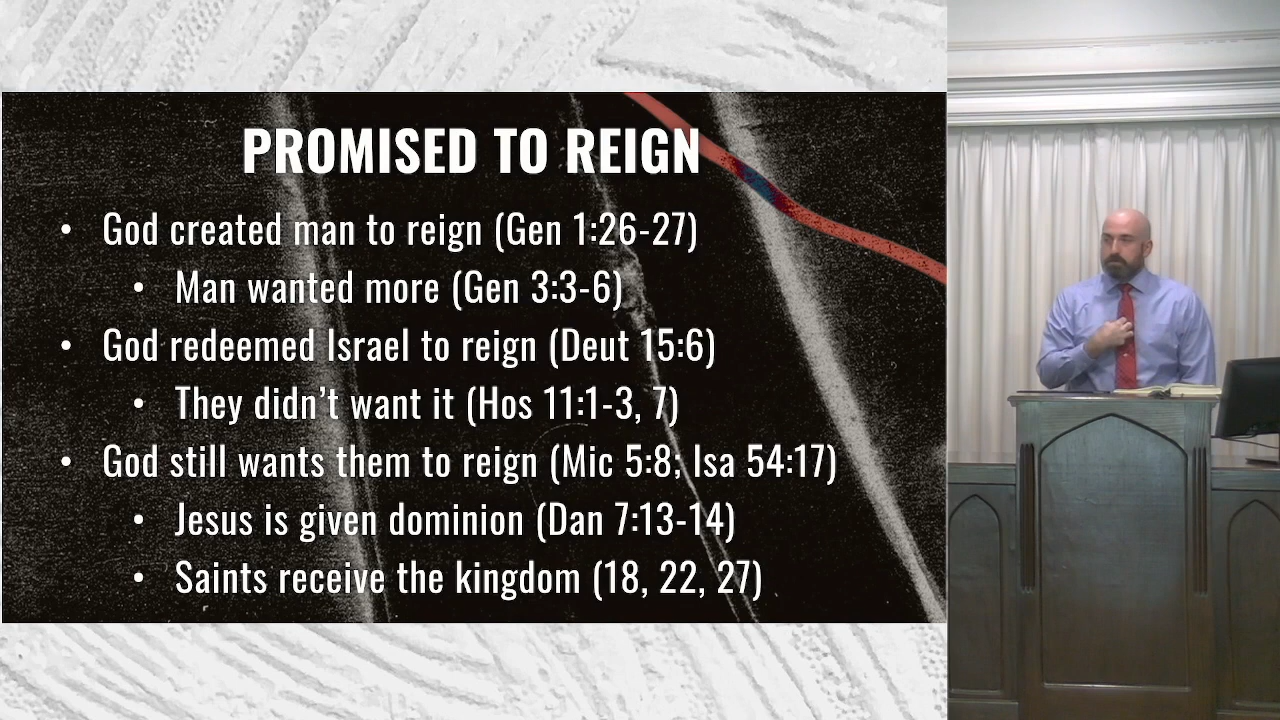 PROMISED TO REIGN
• God created man to reign (Gen 1:26-27)
• Man wanted more (Gen 3:3-6)
• God redeemed Israel to reign (Deut 15:6)
• They didn’t want it (Hos 11:1-3, 7)
• God still wants them to reign (Mic 5:8; Isa 54:17)
• Jesus is given dominion (Dan 7:13-14)
• Saints receive the kingdom (18, 22, 27)